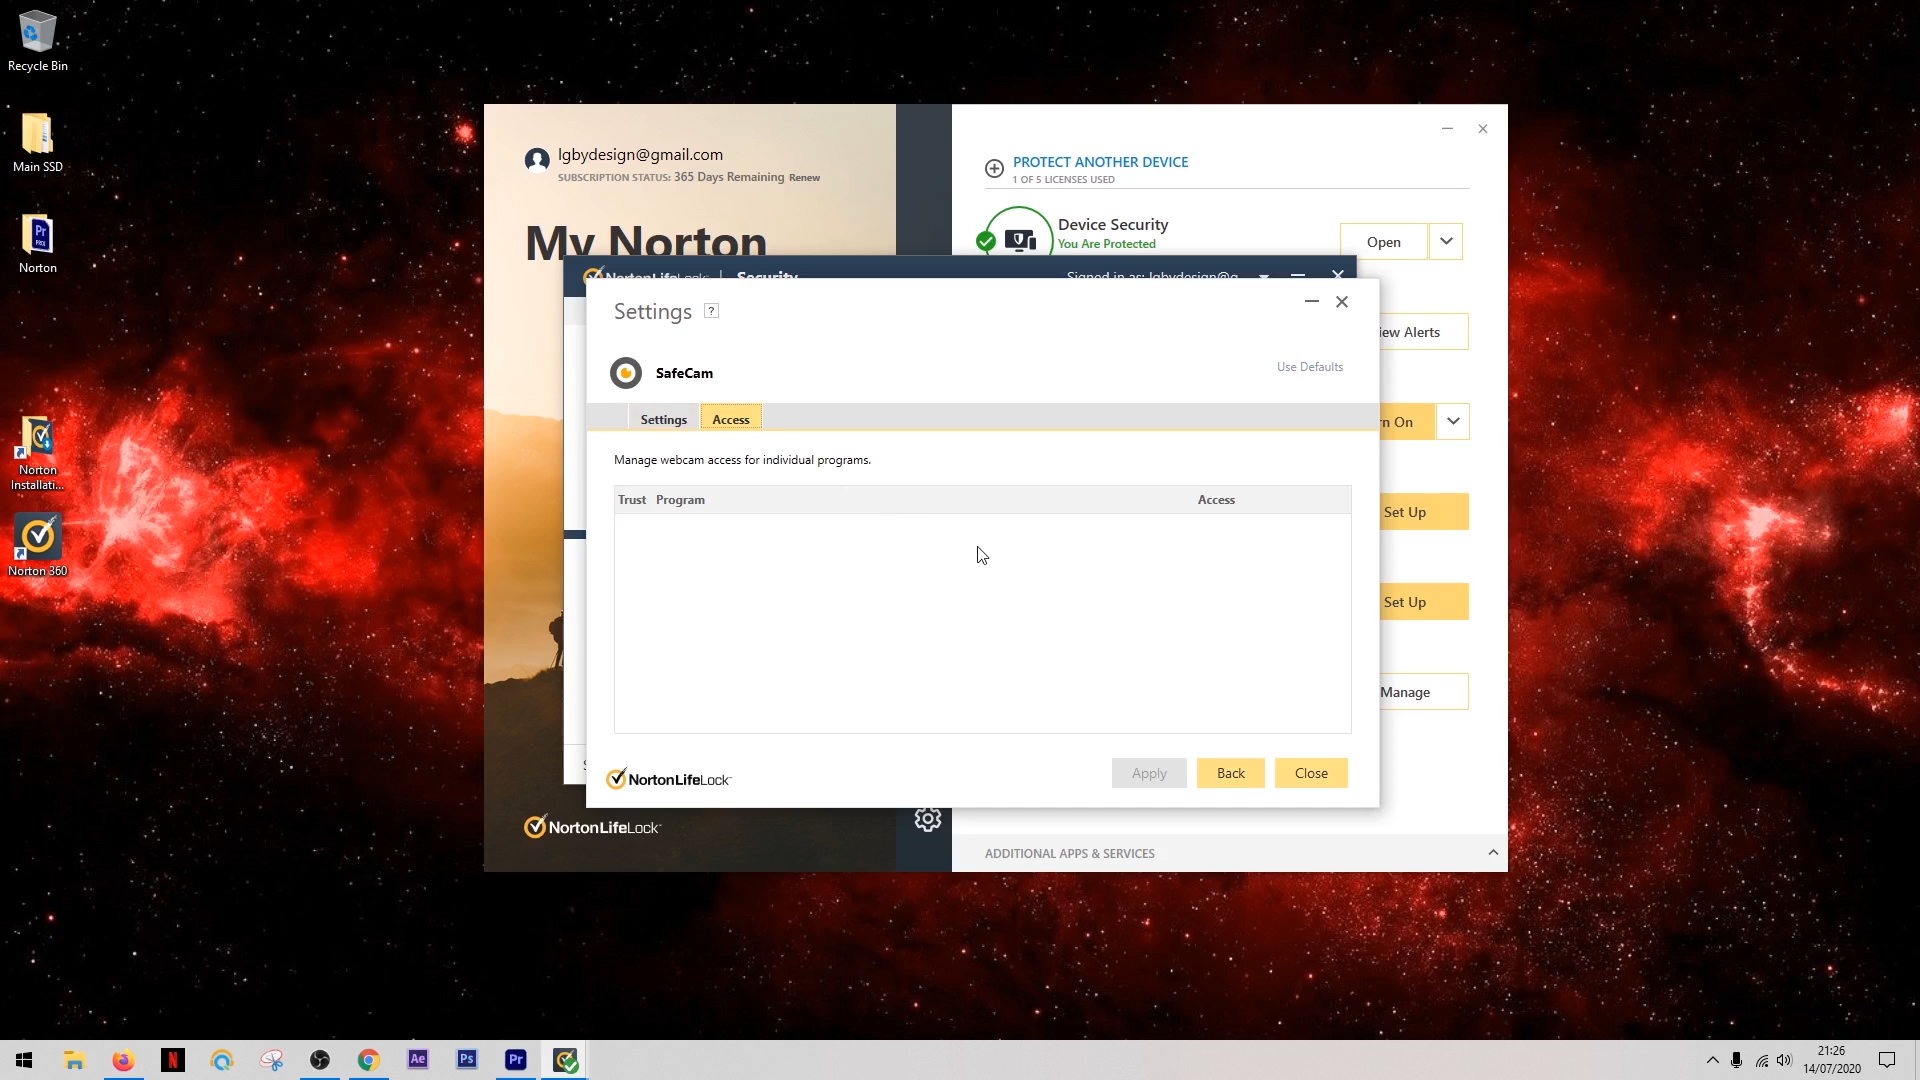 Recycle Bin
Main SSD
Norton
Norton
Installati...
Norton 360
lgbydesign@gmail.com
SUBSCRIPTION STATUS: 365 Days Remaining Renew
My Norton
PROTECT ANOTHER DEVICE
1 OF 5 LICENSES USED
Device Security
You Are Protected
Open
NortonLifeLock | Security
Signed in as: lgbydesign@g...
Settings ?
iew Alerts
SafeCam
Use Defaults
Settings Access
rn On
Manage webcam access for individual programs.
Trust Program Access
Set Up
Set Up
Manage
NortonLifeLock
Apply Back Close
NortonLifeLock
ADDITIONAL APPS & SERVICES
Ae Ps Pr
21:26
14/07/2020